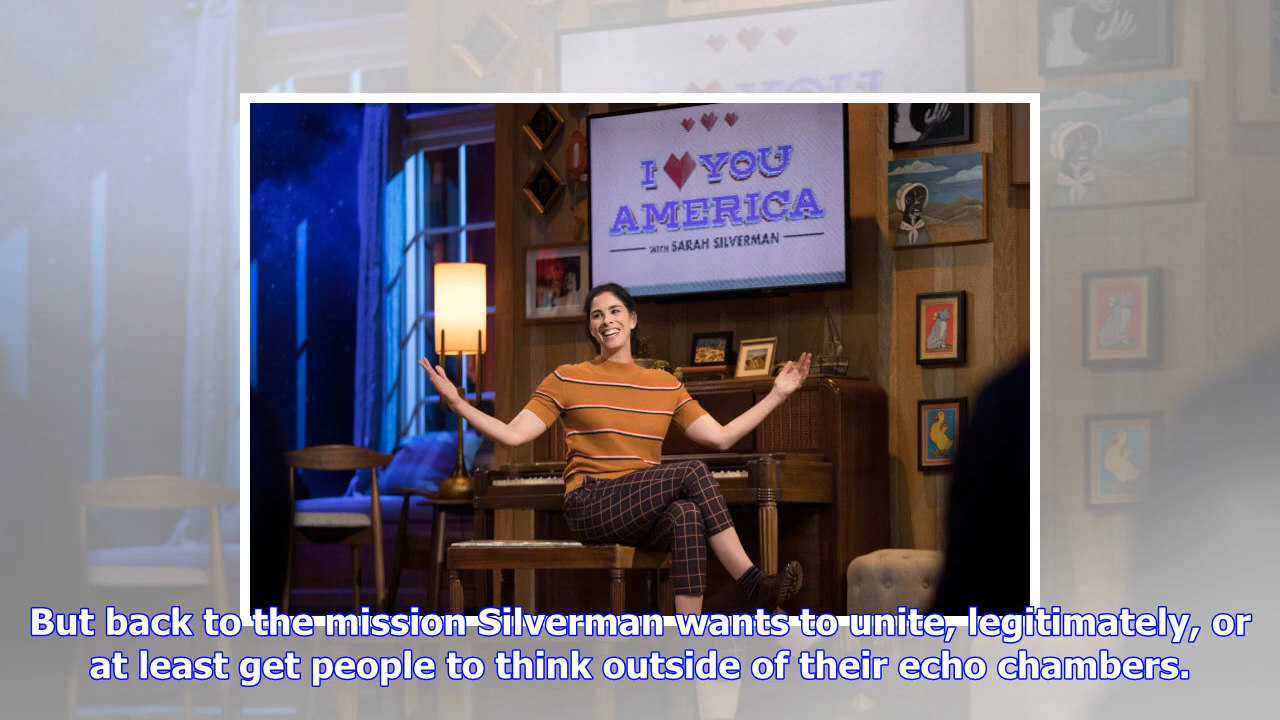 I ♥ YOU
AMERICA
WITH SARAH SILVERMAN
YOU
But back to the mission Silverman wants to unite, legitimately, or
at least get people to think outside of their echo chambers.